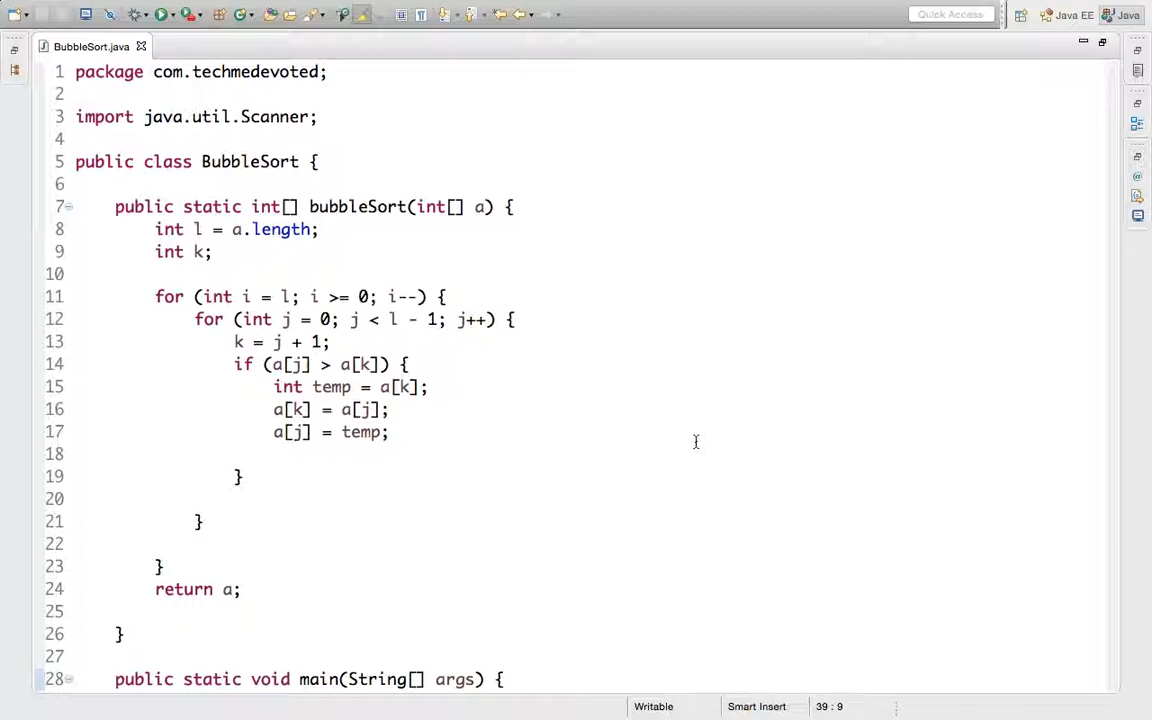 Quick Access
Java EE
Java
BubbleSort.java
1 package com.techmedevoted;
2
3 import java.util.Scanner;
4
5 public class BubbleSort {
6
7 public static int[] bubbleSort(int[] a) {
8 int l = a.length;
9 int k;
10
11 for (int i = l; i >= 0; i--) {
12 for (int j = 0; j < l - 1; j++) {
13 k = j + 1;
14 if (a[j] > a[k]) {
15 int temp = a[k];
16 a[k] = a[j];
17 a[j] = temp;
18
19 }
20
21 }
22
23 }
24 return a;
25
26 }
27
28 public static void main(String[] args) {
Writable
Smart Insert
39 : 9